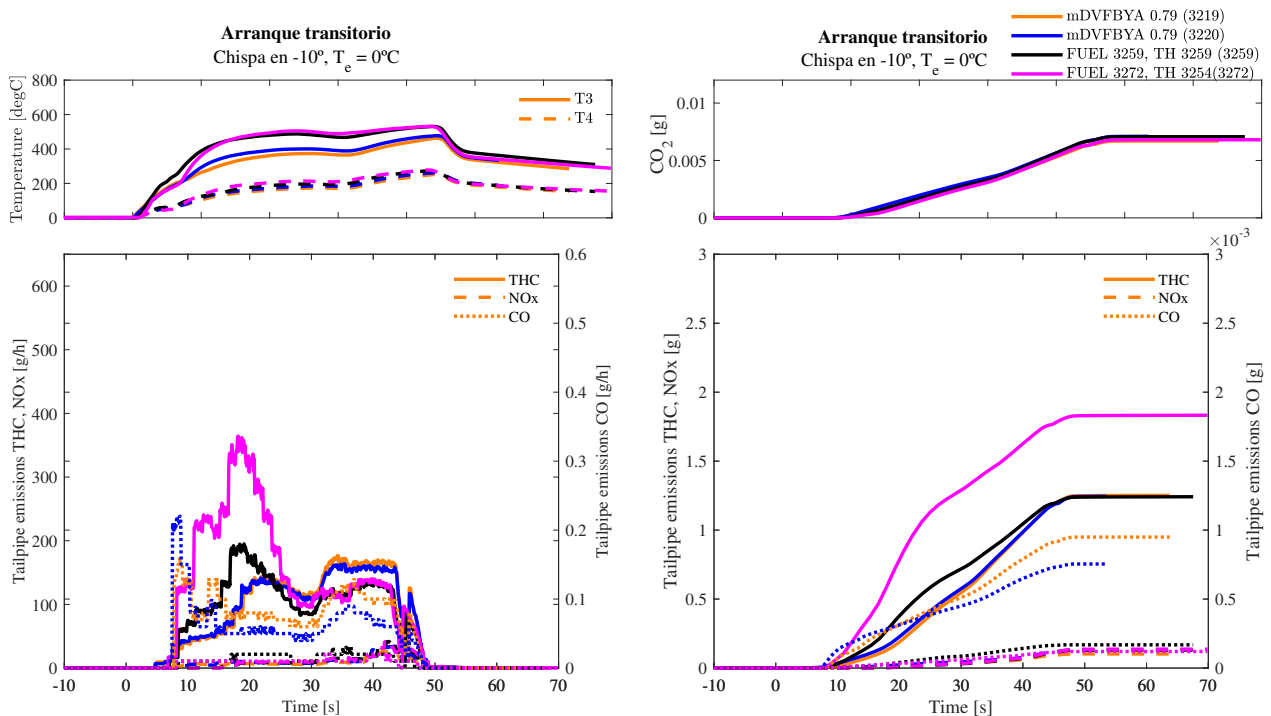 Arranque transitorio
Chispa en -10º, T_e = 0ºC
Temperature [degC]
800
600
400
200
0
T3
T4
Arranque transitorio
Chispa en -10º, T_e = 0ºC
mDVFBYA 0.79 (3219)
mDVFBYA 0.79 (3220)
FUEL 3259, TH 3259 (3259)
FUEL 3272, TH 3254(3272)
CO_2 [g]
0.01
0.005
0
Tailpipe emissions THC, NOx [g/h]
600
550
500
450
400
350
300
250
200
150
100
50
0
THC
NOx
CO
0.6
0.5
0.4
0.3
0.2
0.1
0
Tailpipe emissions CO [g/h]
-10 0 10 20 30 40 50 60 70
Time [s]
Tailpipe emissions THC, NOx [g]
3
2.5
2
1.5
1
0.5
0
THC
NOx
CO
×10^-3
3
2.5
2
1.5
1
0.5
0
Tailpipe emissions CO [g]
-10 0 10 20 30 40 50 60 70
Time [s]